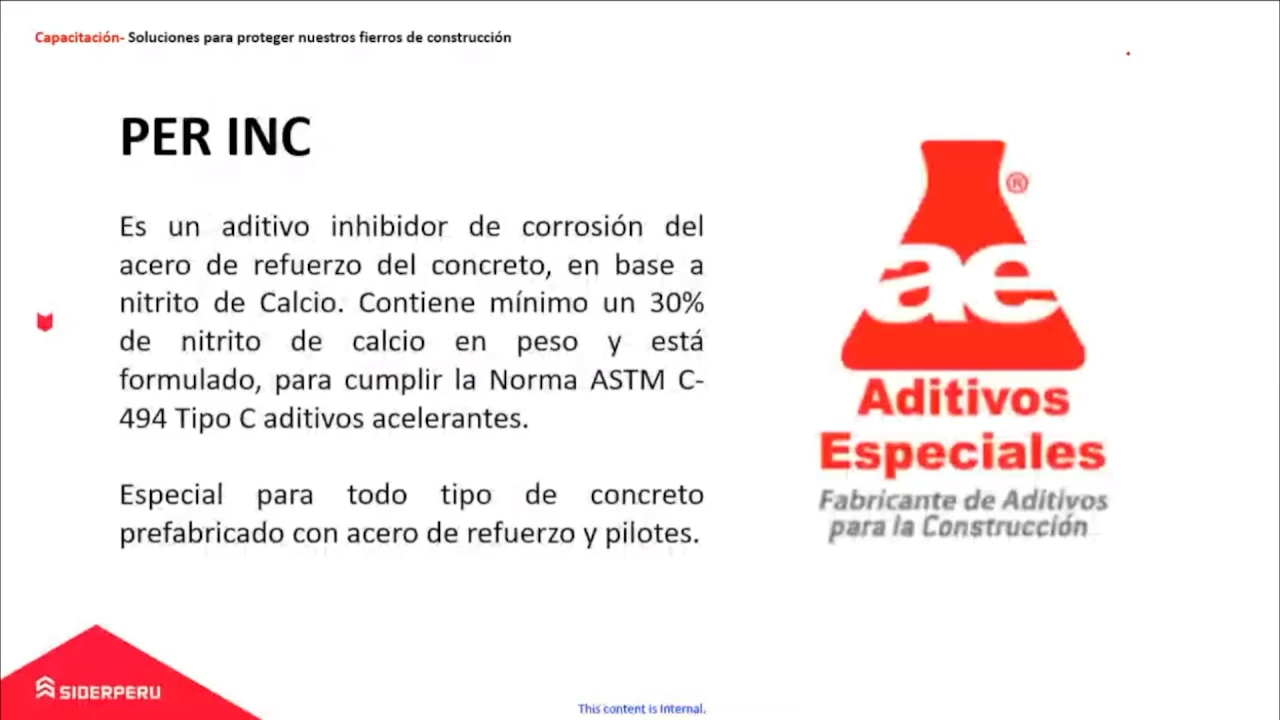 Capacitación- Soluciones para proteger nuestros fierros de construcción
PER INC
Es un aditivo inhibidor de corrosión del
acero de refuerzo del concreto, en base a
nitrito de Calcio. Contiene mínimo un 30%
de nitrito de calcio en peso y está
formulado, para cumplir la Norma ASTM C-
494 Tipo C aditivos acelerantes.
Especial para todo tipo de concreto
prefabricado con acero de refuerzo y pilotes.
®
ae
Aditivos
Especiales
Fabricante de Aditivos
para la Construcción
SIDERPERU
This content is Internal.